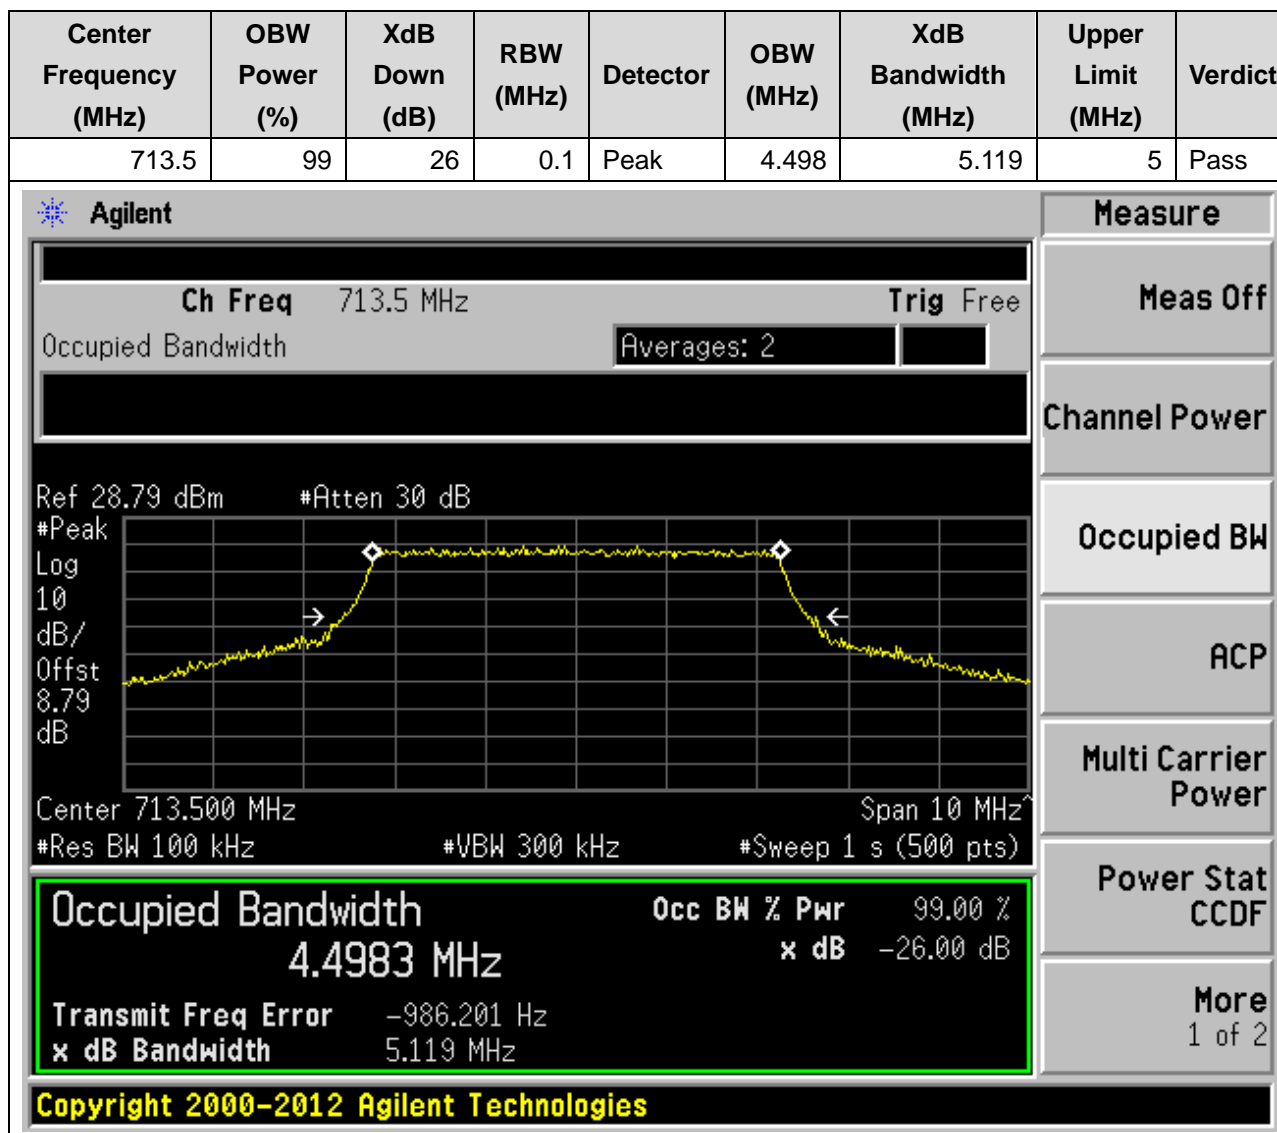 Center Frequency (MHz) OBW Power (%) XdB Down (dB) RBW (MHz) Detector OBW (MHz) XdB Bandwidth (MHz) Upper Limit (MHz) Verdict
713.5 99 26 0.1 Peak 4.498 5.119 5 Pass
Agilent
Measure
Ch Freq 713.5 MHz Trig Free
Meas Off
Occupied Bandwidth Averages: 2
Channel Power
Ref 28.79 dBm #Atten 30 dB
#Peak
Log
10
dB/
Offst
8.79
dB
Occupied BW
ACP
Multi Carrier
Power
Center 713.500 MHz Span 10 MHz^
#Res BW 100 kHz #VBW 300 kHz #Sweep 1 s (500 pts)
Power Stat
CCDF
Occupied Bandwidth Occ BW % Pwr 99.00 %
4.4983 MHz x dB -26.00 dB
Transmit Freq Error -986.201 Hz
x dB Bandwidth 5.119 MHz
More
1 of 2
Copyright 2000-2012 Agilent Technologies